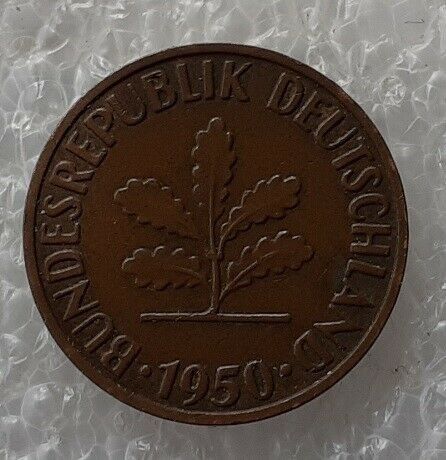 BUNDESREPUBLIK DEUTSCHLAND
· 1950 ·